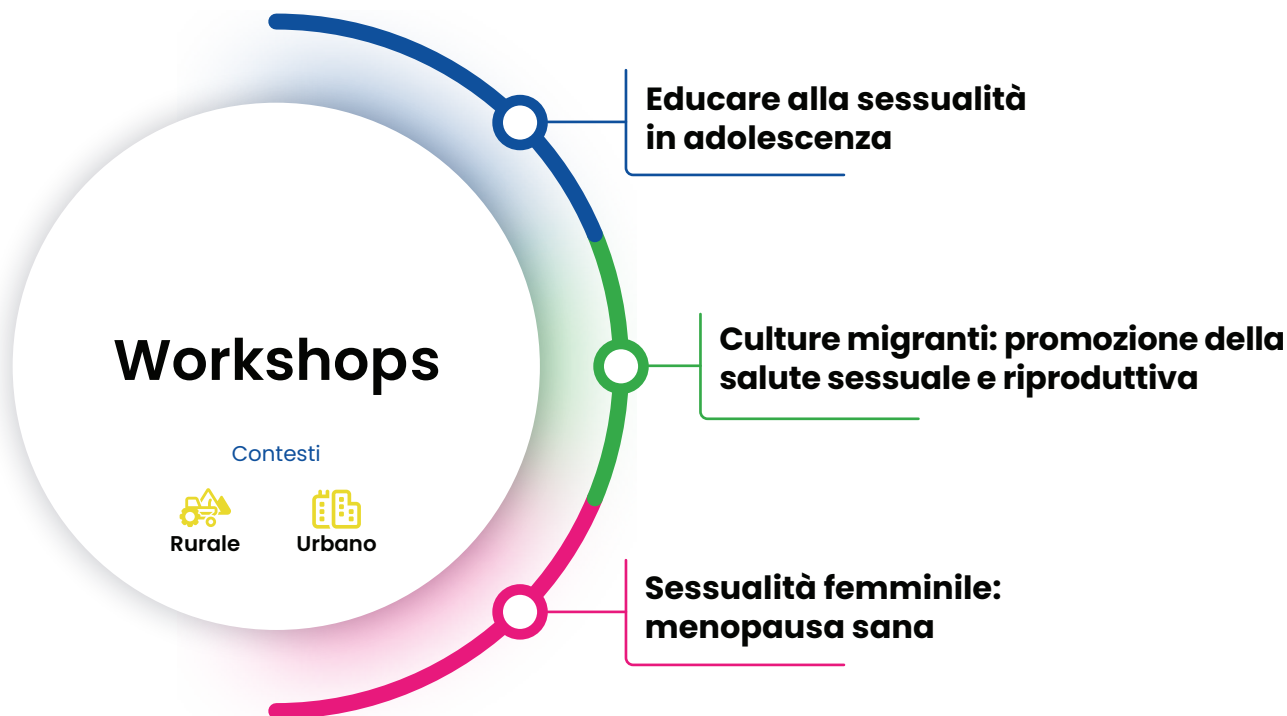 Workshops
Contesti
Rurale
Urbano
Educare alla sessualità
in adolescenza
Culture migranti: promozione della
salute sessuale e riproduttiva
Sessualità femminile:
menopausa sana